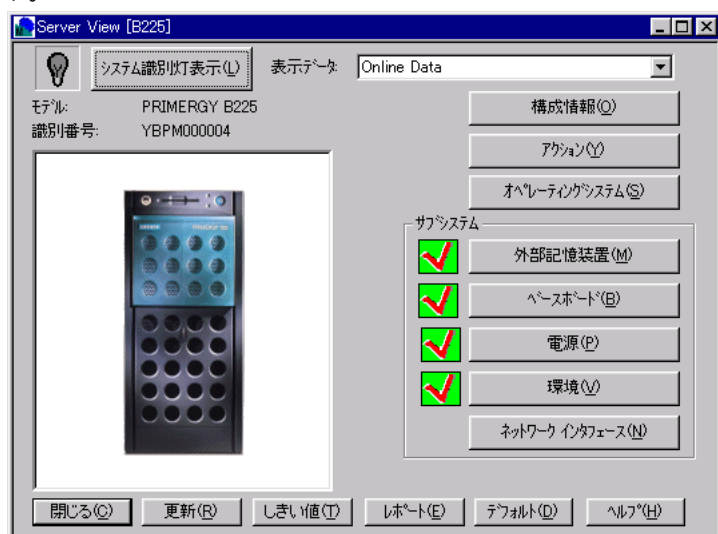 Server View [B225]
システム識別灯表示(L)
表示ﾃﾞｰﾀ:
Online Data
ﾓﾃﾞﾙ:
PRIMERGY B225
識別番号:
YBPM000004
構成情報(O)
ｱｸｼｮﾝ(Y)
ｵﾍﾟﾚｰﾃｨﾝｸﾞｼｽﾃﾑ(S)
ｻﾌﾞｼｽﾃﾑ
外部記憶装置(M)
ﾍﾞｰｽﾎﾞｰﾄﾞ(B)
電源(P)
環境(V)
ﾈｯﾄﾜｰｸ ｲﾝﾀﾌｪｰｽ(N)
閉じる(C)
更新(R)
しきい値(T)
ﾚﾎﾟｰﾄ(E)
ﾃﾞﾌｫﾙﾄ(D)
ﾍﾙﾌﾟ(H)